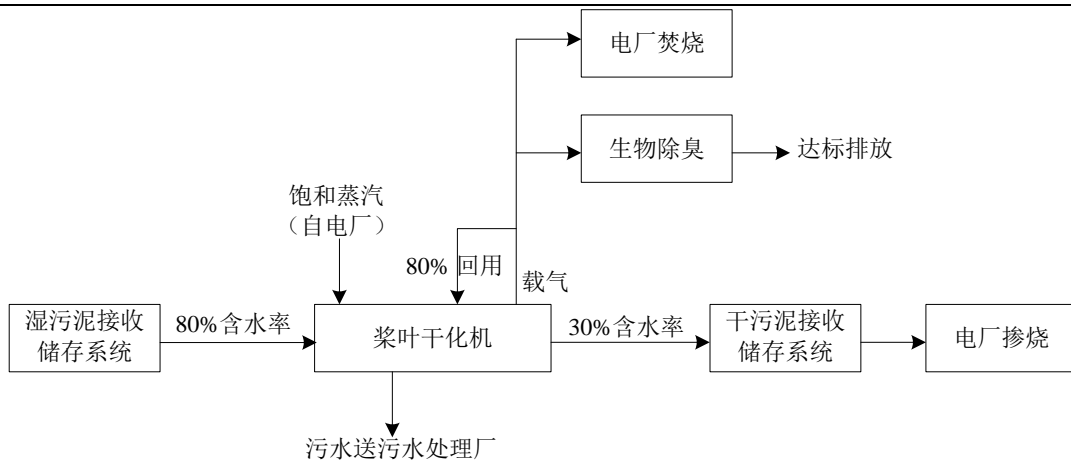 电厂焚烧
生物除臭
达标排放
饱和蒸汽
（自电厂）
80% 回用
载气
湿污泥接收
储存系统
80%含水率
桨叶干化机
30%含水率
干污泥接收
储存系统
电厂掺烧
污水送污水处理厂